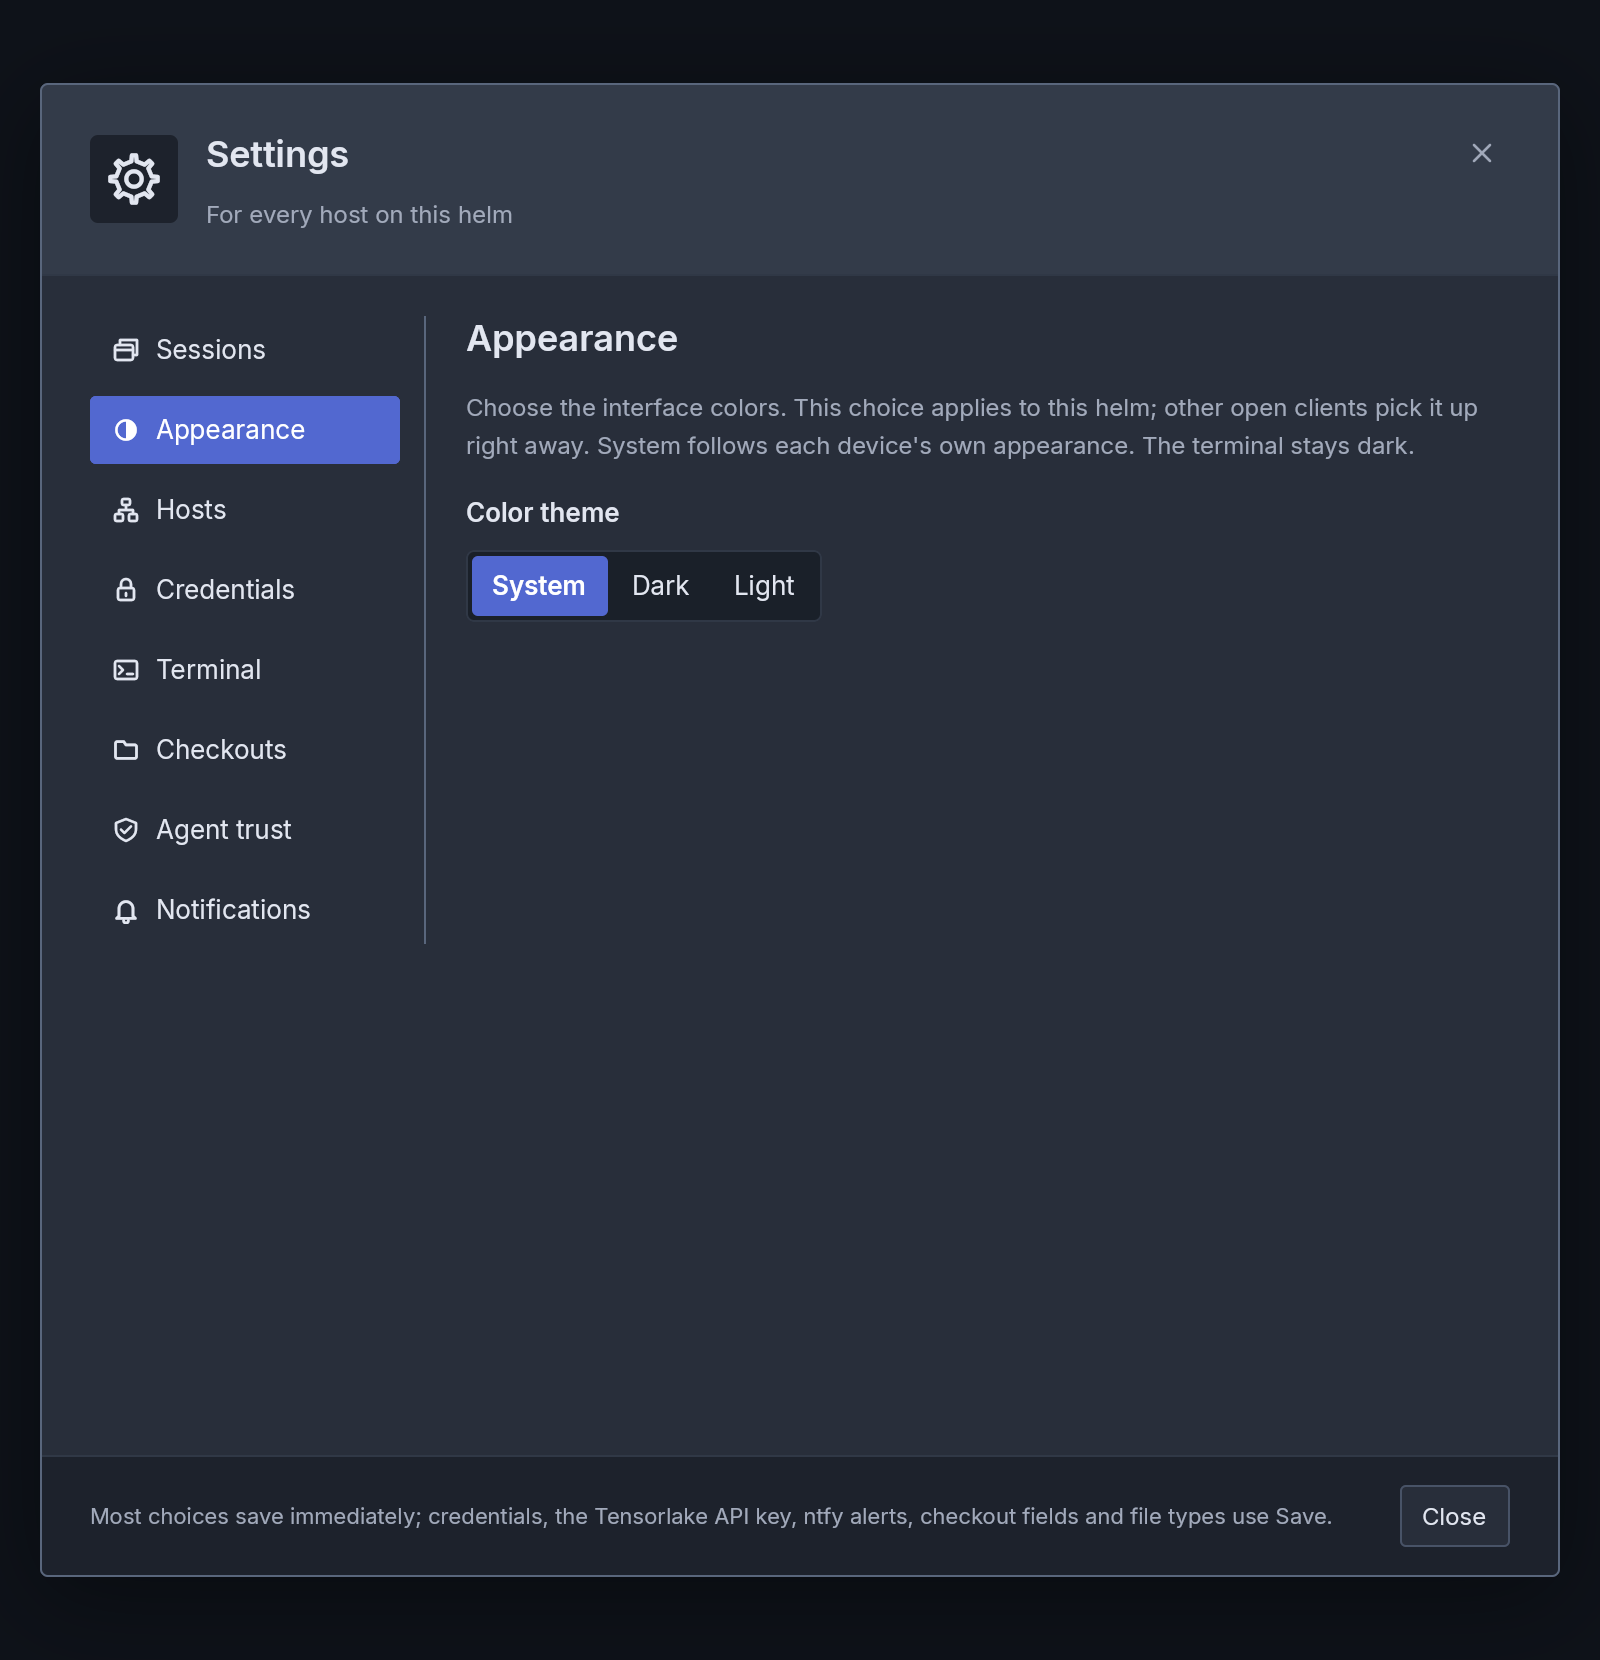 Settings
For every host on this helm
Sessions
Appearance
Hosts
Credentials
Terminal
Checkouts
Agent trust
Notifications
Appearance
Choose the interface colors. This choice applies to this helm; other open clients pick it up
right away. System follows each device's own appearance. The terminal stays dark.
Color theme
System Dark Light
Most choices save immediately; credentials, the Tensorlake API key, ntfy alerts, checkout fields and file types use Save.
Close